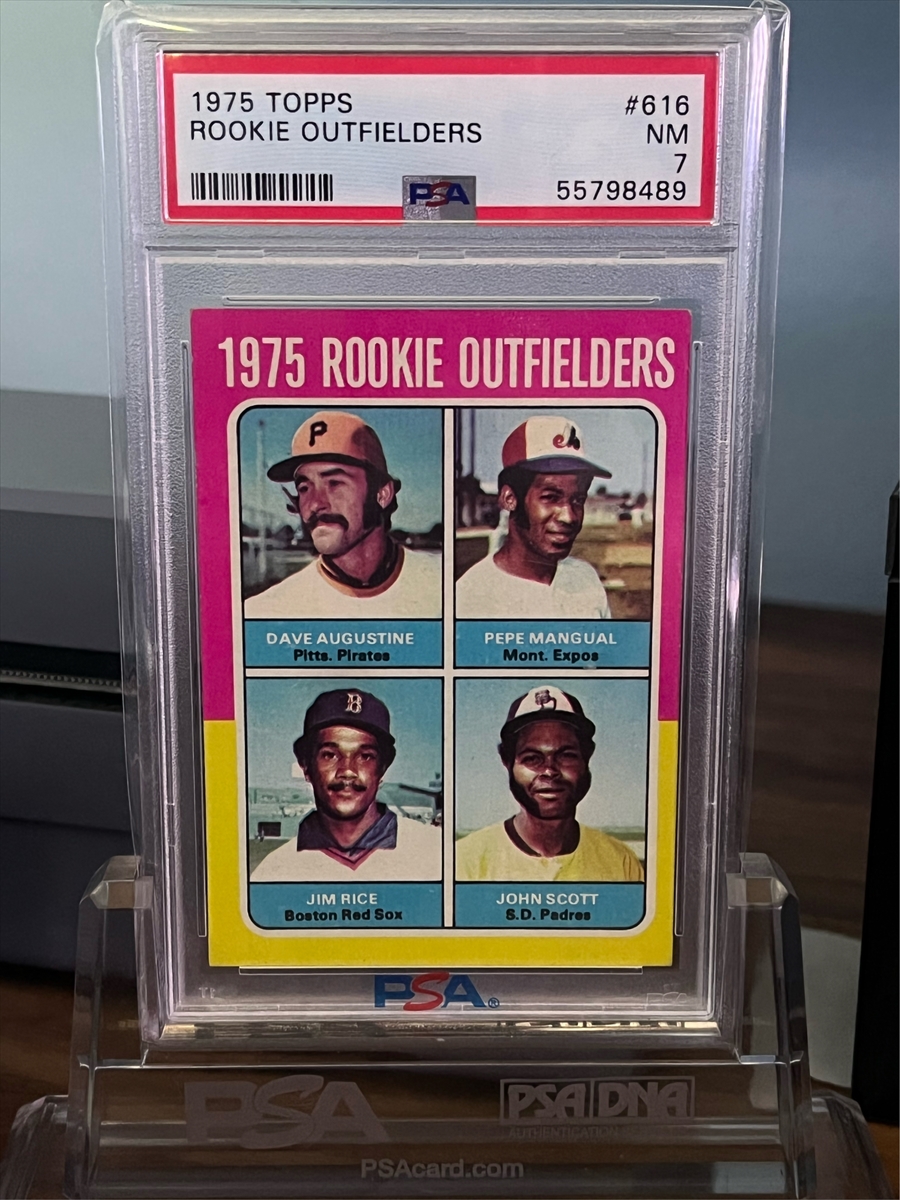 1975 TOPPS #616
ROOKIE OUTFIELDERS NM
7
PSA 55798489
1975 ROOKIE OUTFIELDERS
P
DAVE AUGUSTINE
Pitts. Pirates
PEPE MANGUAL
Mont. Expos
B
JIM RICE
Boston Red Sox
JOHN SCOTT
S.D. Padres
PSA®
PSA
PSA DNA
PSAcard.com